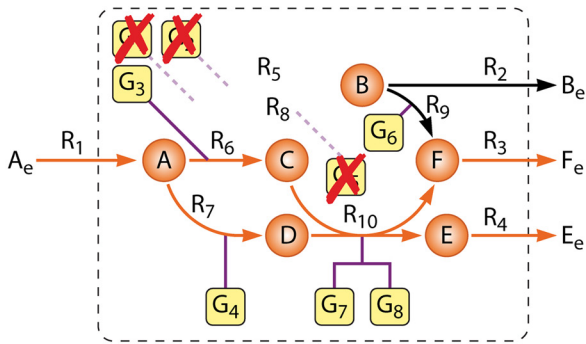 G
G
G₃
R₅
B
R₂
Bₑ
R₈
R₉
G₆
Aₑ
R₁
A
R₆
C
F
R₃
Fₑ
R₇
R₁₀
D
E
R₄
Eₑ
G₄
G₇
G₈